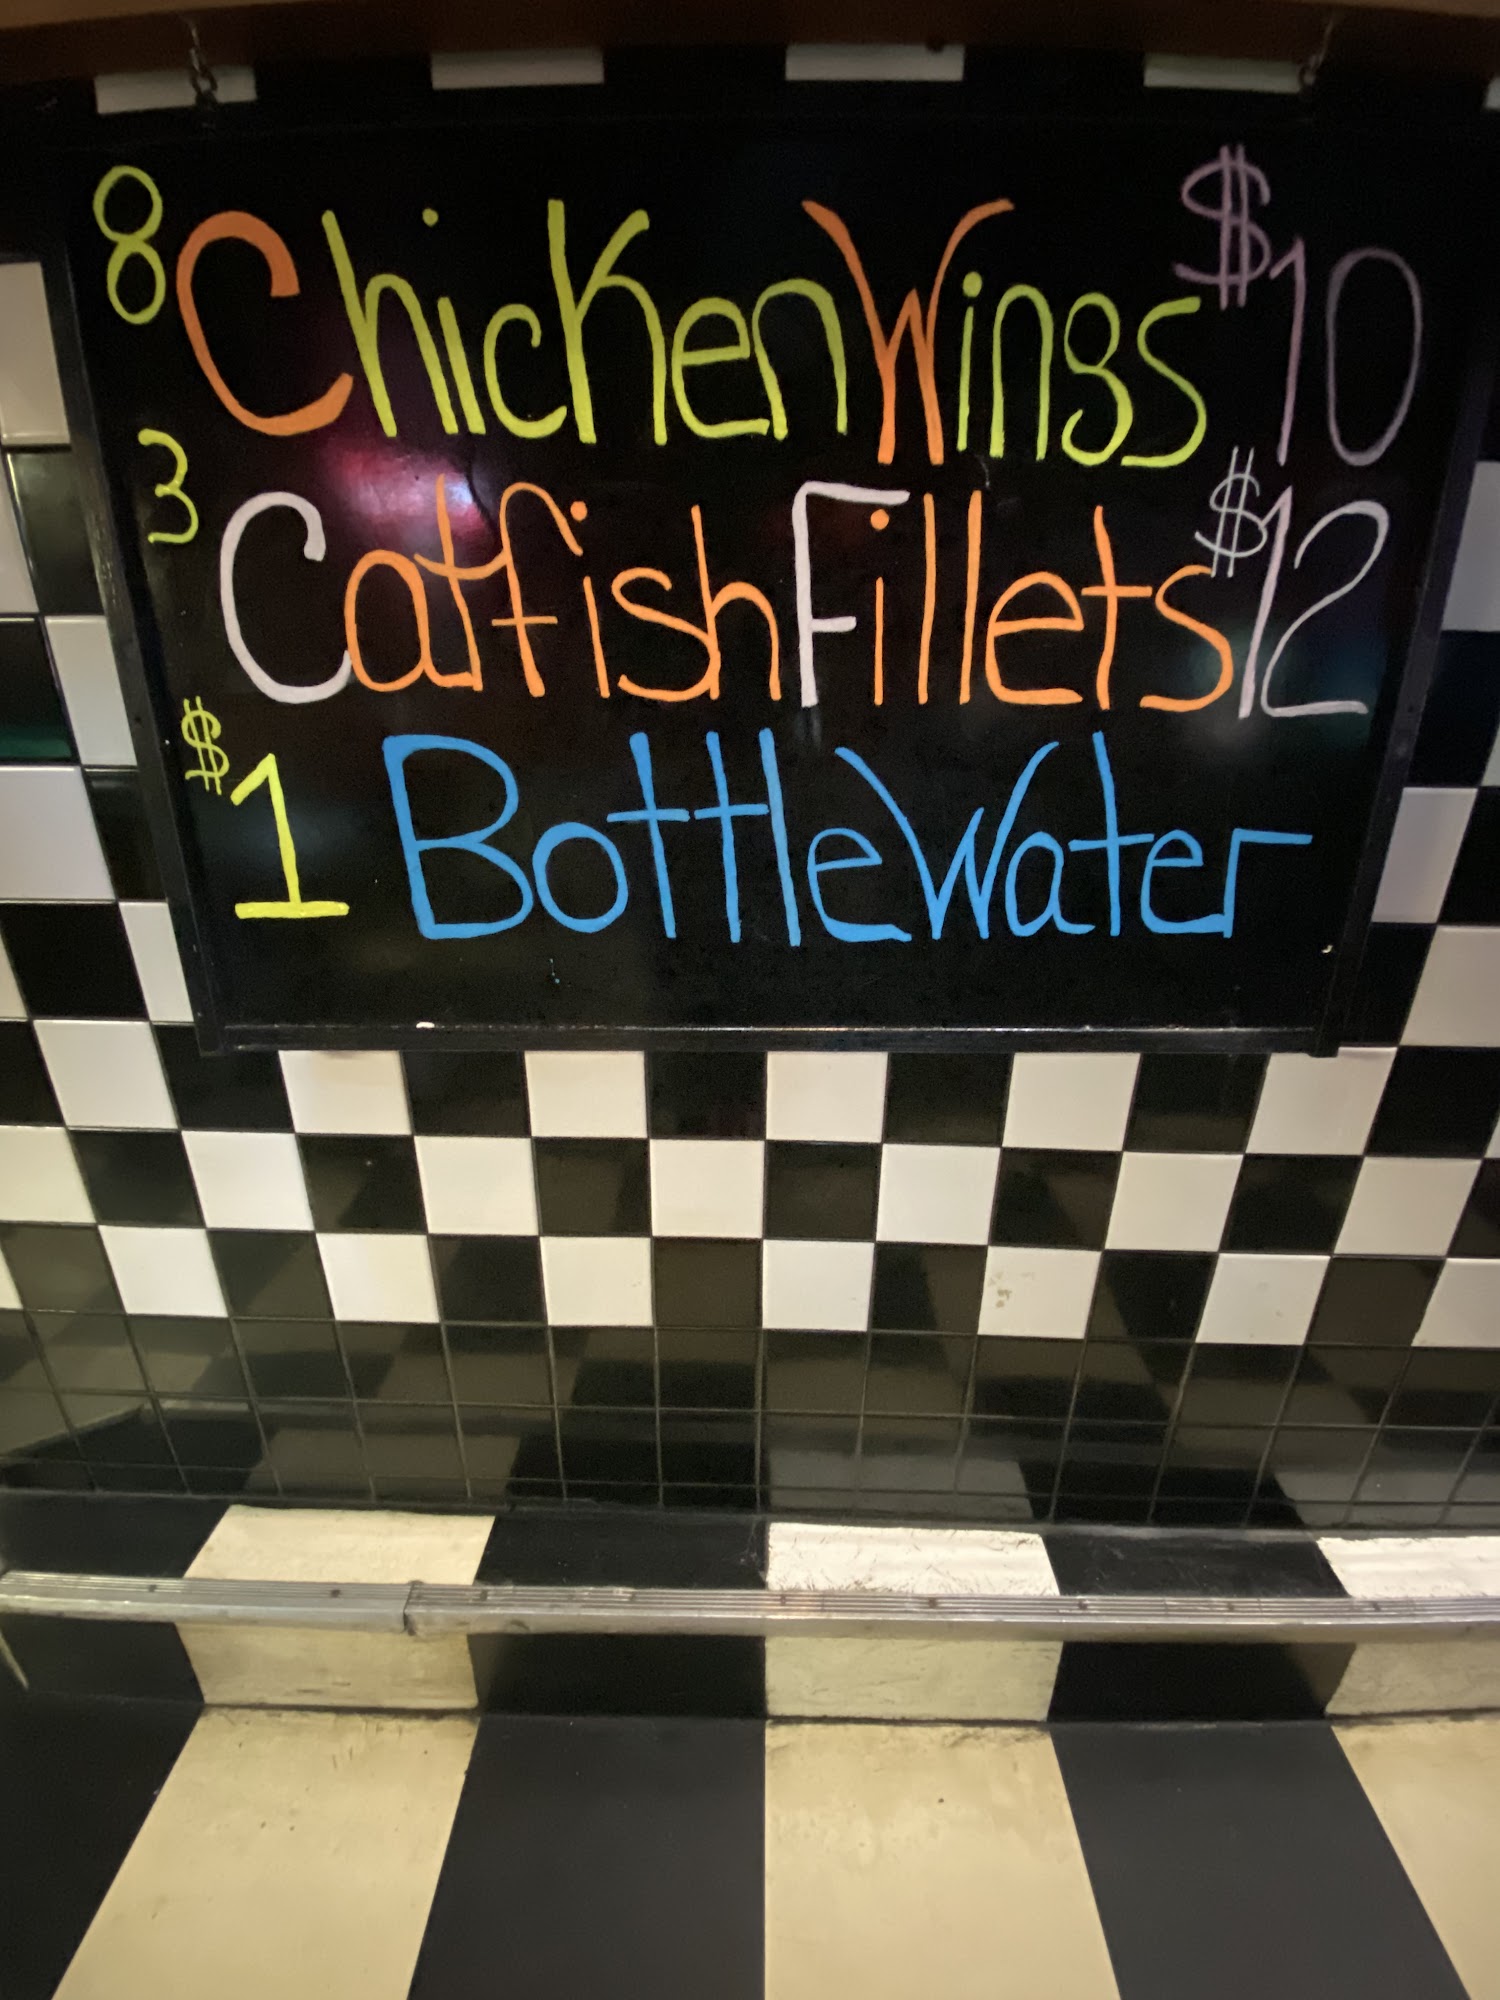 8 Chicken Wings $10
3 Catfish Fillets $12
$1 Bottle Water